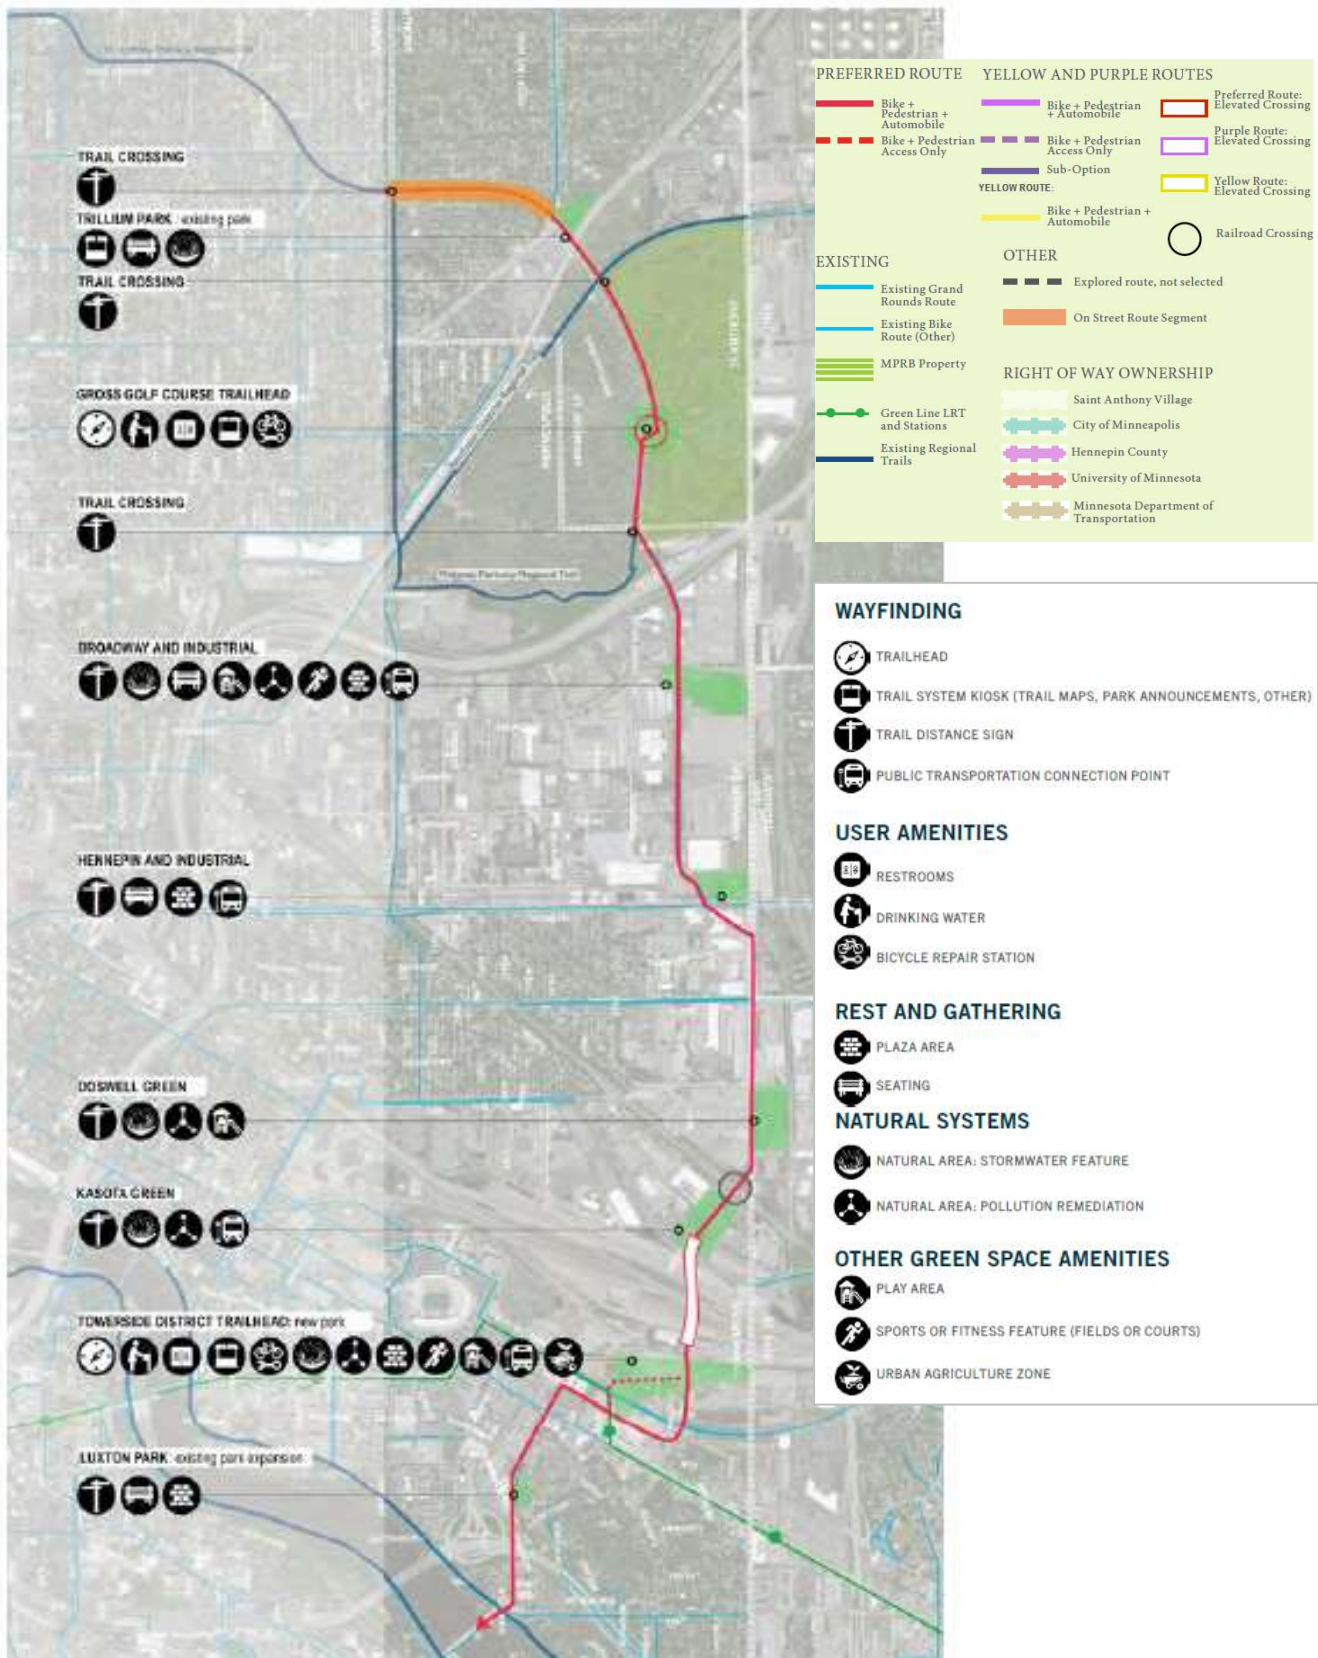 TRAIL CROSSING
TRILLIUM PARK: existing park
TRAIL CROSSING
GROSS GOLF COURSE TRAILHEAD
TRAIL CROSSING
BROADWAY AND INDUSTRIAL
HENNEPIN AND INDUSTRIAL
DOSWELL GREEN
KASOTA GREEN
TOWERSIDE DISTRICT TRAILHEAD: new park
LUXTON PARK: existing park expansion
PREFERRED ROUTE
Bike +
Pedestrian +
Automobile
Bike + Pedestrian
Access Only
YELLOW AND PURPLE ROUTES
Bike + Pedestrian
+ Automobile
Bike + Pedestrian
Access Only
Sub-Option
YELLOW ROUTE:
Bike + Pedestrian +
Automobile
Preferred Route:
Elevated Crossing
Purple Route:
Elevated Crossing
Yellow Route:
Elevated Crossing
Railroad Crossing
EXISTING
Existing Grand
Rounds Route
Existing Bike
Route (Other)
MPRB Property
Green Line LRT
and Stations
Existing Regional
Trails
OTHER
Explored route, not selected
On Street Route Segment
RIGHT OF WAY OWNERSHIP
Saint Anthony Village
City of Minneapolis
Hennepin County
University of Minnesota
Minnesota Department of
Transportation
WAYFINDING
TRAILHEAD
TRAIL SYSTEM KIOSK (TRAIL MAPS, PARK ANNOUNCEMENTS, OTHER)
TRAIL DISTANCE SIGN
PUBLIC TRANSPORTATION CONNECTION POINT
USER AMENITIES
RESTROOMS
DRINKING WATER
BICYCLE REPAIR STATION
REST AND GATHERING
PLAZA AREA
SEATING
NATURAL SYSTEMS
NATURAL AREA: STORMWATER FEATURE
NATURAL AREA: POLLUTION REMEDIATION
OTHER GREEN SPACE AMENITIES
PLAY AREA
SPORTS OR FITNESS FEATURE (FIELDS OR COURTS)
URBAN AGRICULTURE ZONE